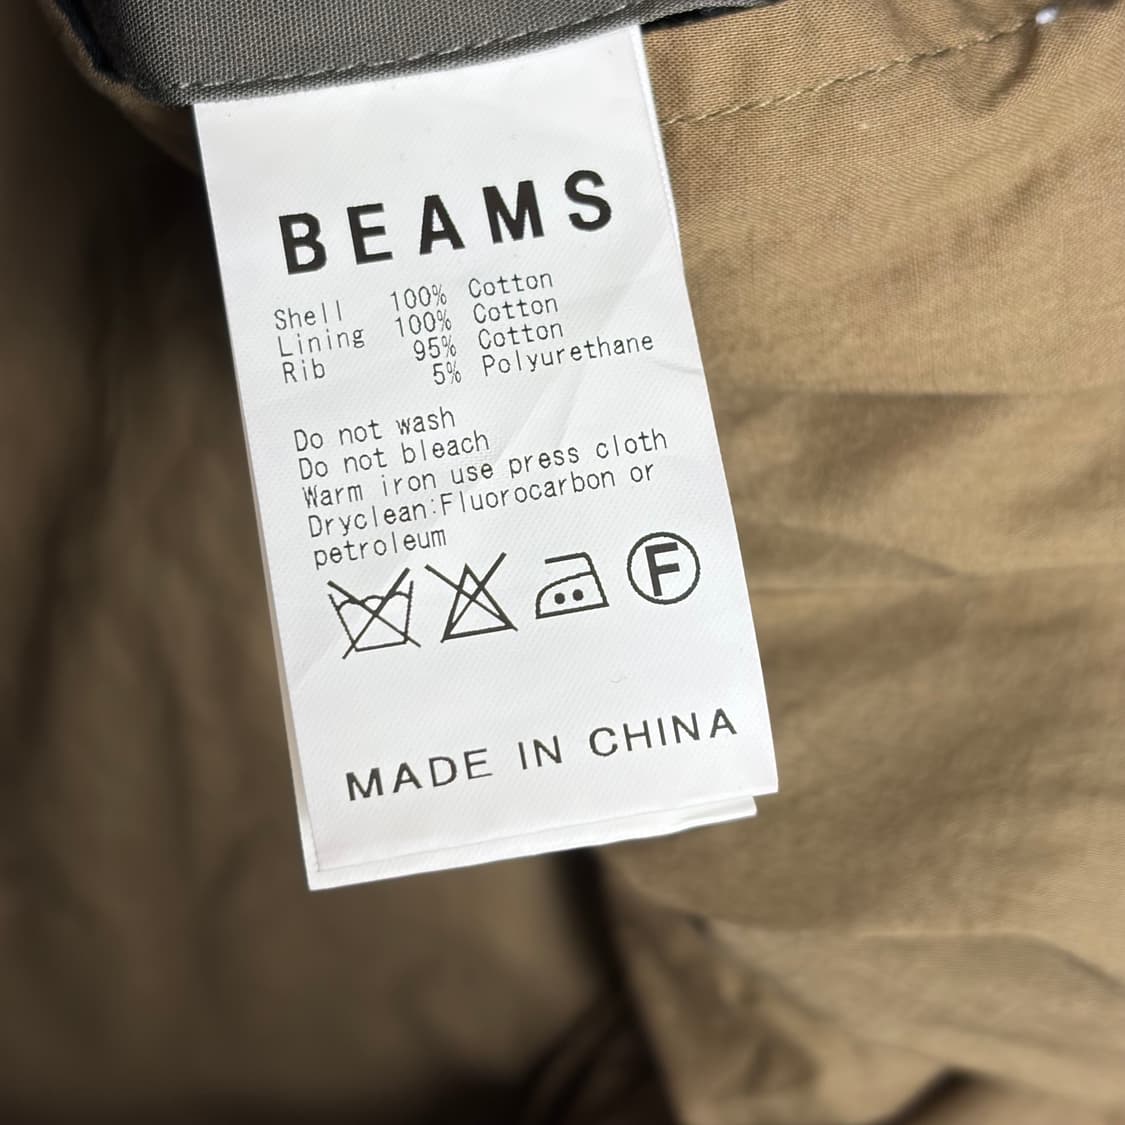 BEAMS
Shell 100% Cotton
Lining 100% Cotton
Rib 95% Cotton
5% Polyurethane
Do not wash
Do not bleach
Warm iron use press cloth
Dryclean:Fluorocarbon or
petroleum
F
MADE IN CHINA